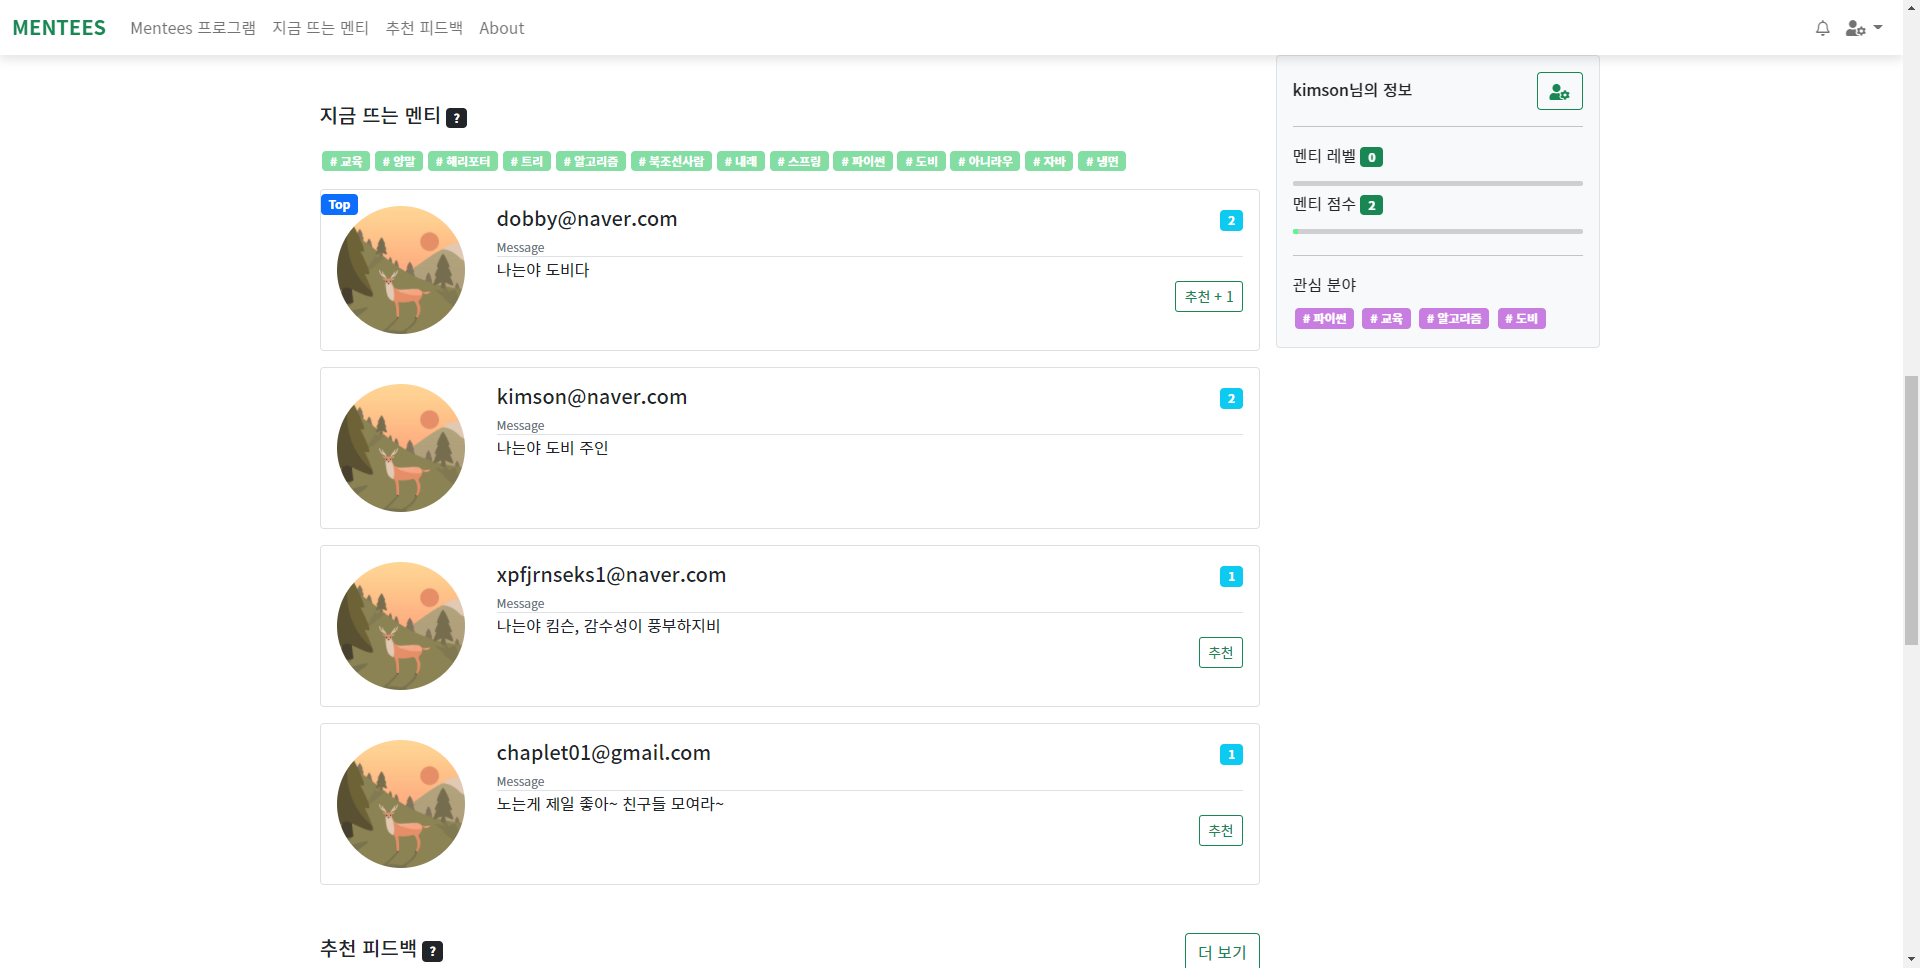 MENTEES Mentees 프로그램 지금 뜨는 멘티 추천 피드백 About
지금 뜨는 멘티 ?
# 교육 # 양말 # 해리포터 # 트리 # 알고리즘 # 북조선사람 # 내래 # 스프링 # 파이썬 # 도비 # 아니라우 # 자바 # 냉면
Top
dobby@naver.com 2
Message
나는야 도비다
추천 + 1
kimson@naver.com 2
Message
나는야 도비 주인
xpfjrnseks1@naver.com 1
Message
나는야 킴슨, 감수성이 풍부하지비
추천
chaplet01@gmail.com 1
Message
노는게 제일 좋아~ 친구들 모여라~
추천
추천 피드백 ?
더 보기
kimson님의 정보
멘티 레벨 0
멘티 점수 2
관심 분야
# 파이썬 # 교육 # 알고리즘 # 도비